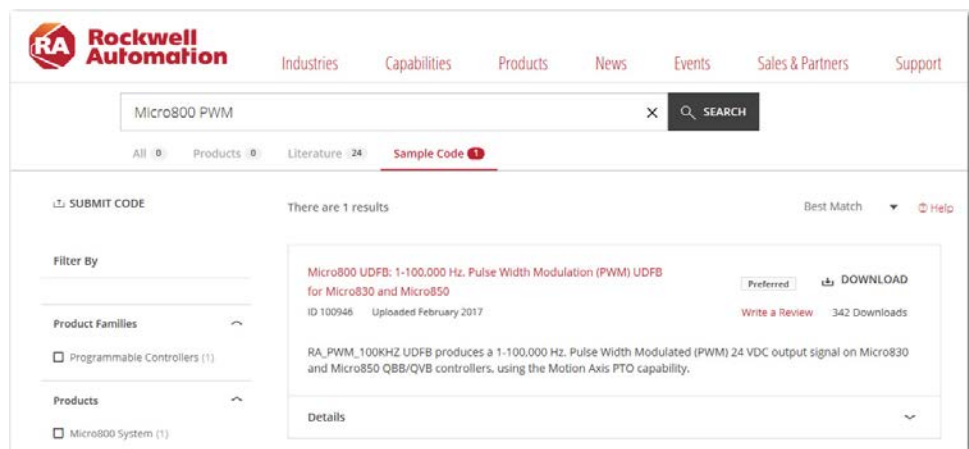 RA Rockwell Automation
Industries Capabilities Products News Events Sales & Partners Support
Micro800 PWM SEARCH
All 0 Products 0 Literature 24 Sample Code 1
SUBMIT CODE There are 1 results Best Match Help
Filter By
Micro800 UDFB: 1-100,000 Hz. Pulse Width Modulation (PWM) UDFB
for Micro830 and Micro850
Preferred DOWNLOAD
ID 100946 Uploaded February 2017 Write a Review 342 Downloads
Product Families
Programmable Controllers (1)
RA_PWM_100KHZ UDFB produces a 1-100,000 Hz. Pulse Width Modulated (PWM) 24 VDC output signal on Micro830
and Micro850 QBB/QVB controllers, using the Motion Axis PTO capability.
Products
Micro800 System (1)
Details